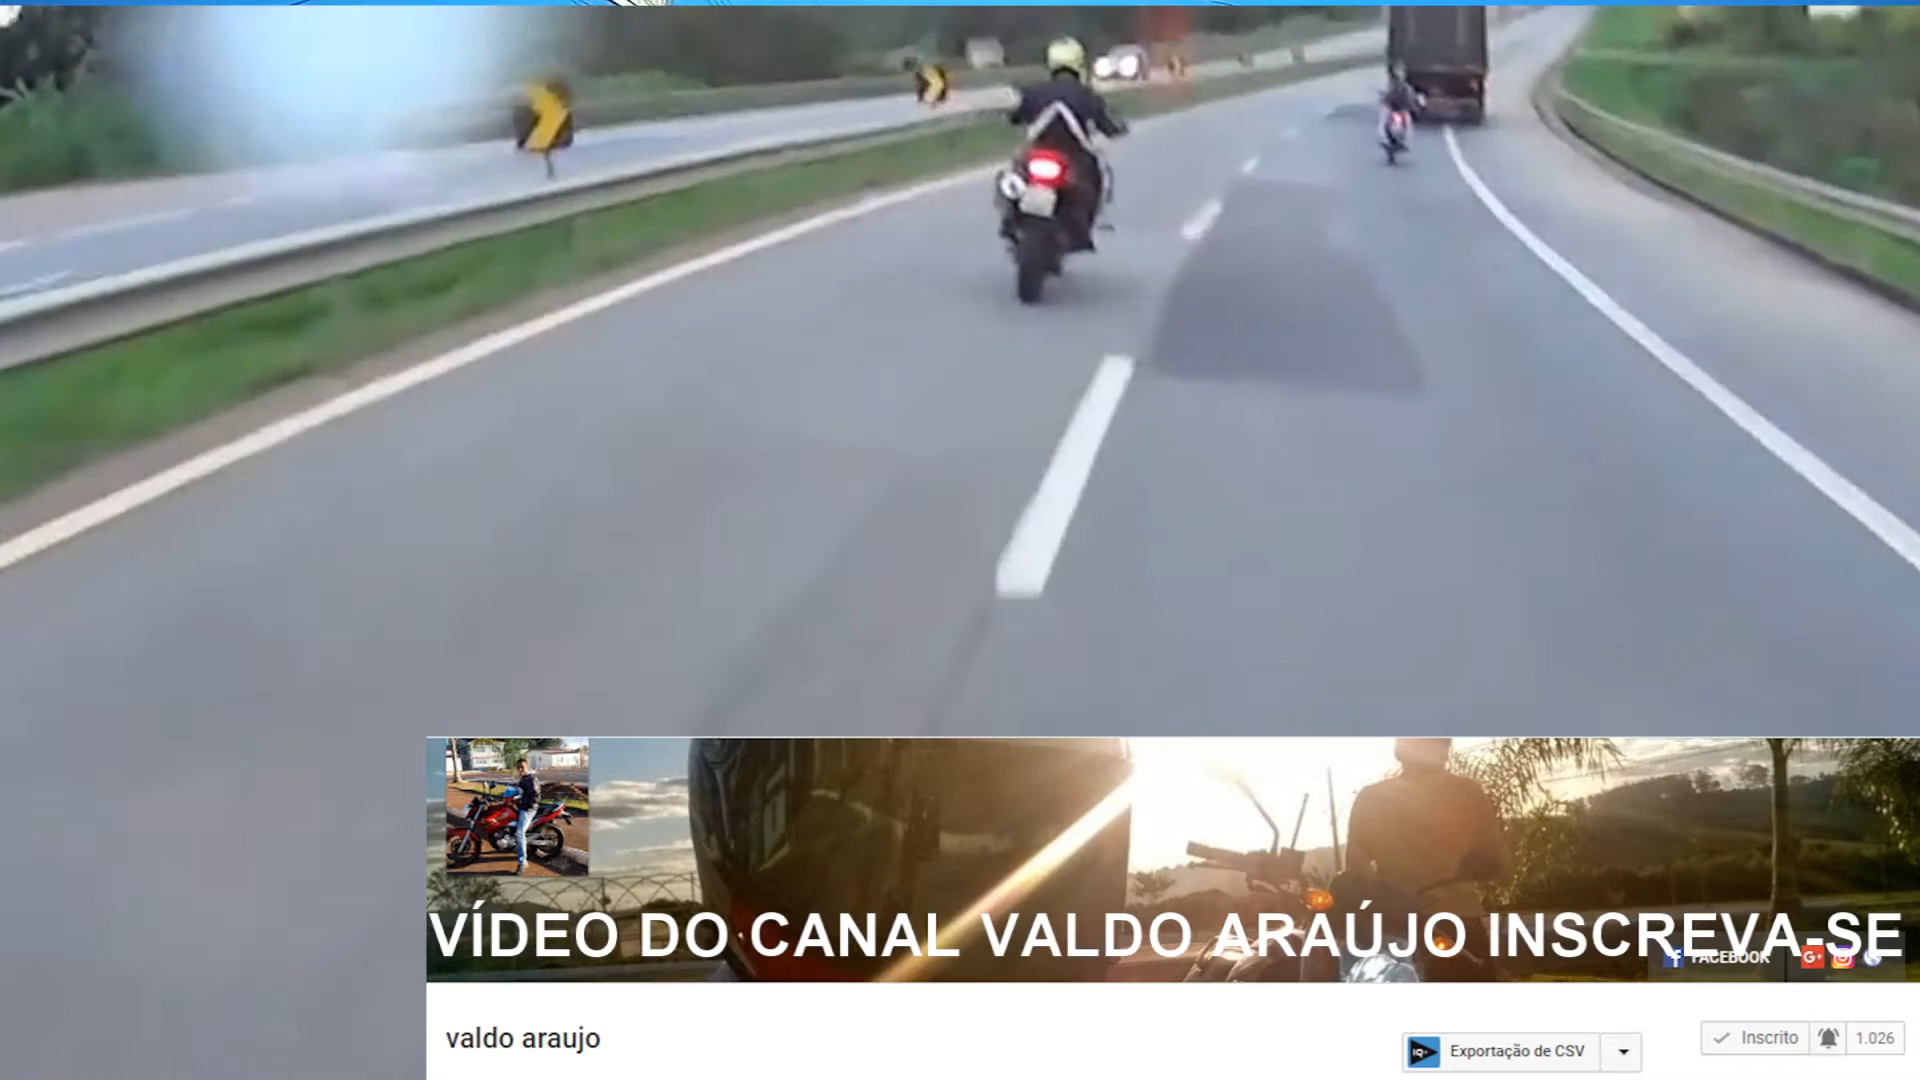 VÍDEO DO CANAL VALDO ARAÚJO INSCREVA-SE
FACEBOOK
valdo araujo
Exportação de CSV
Inscrito
1.026